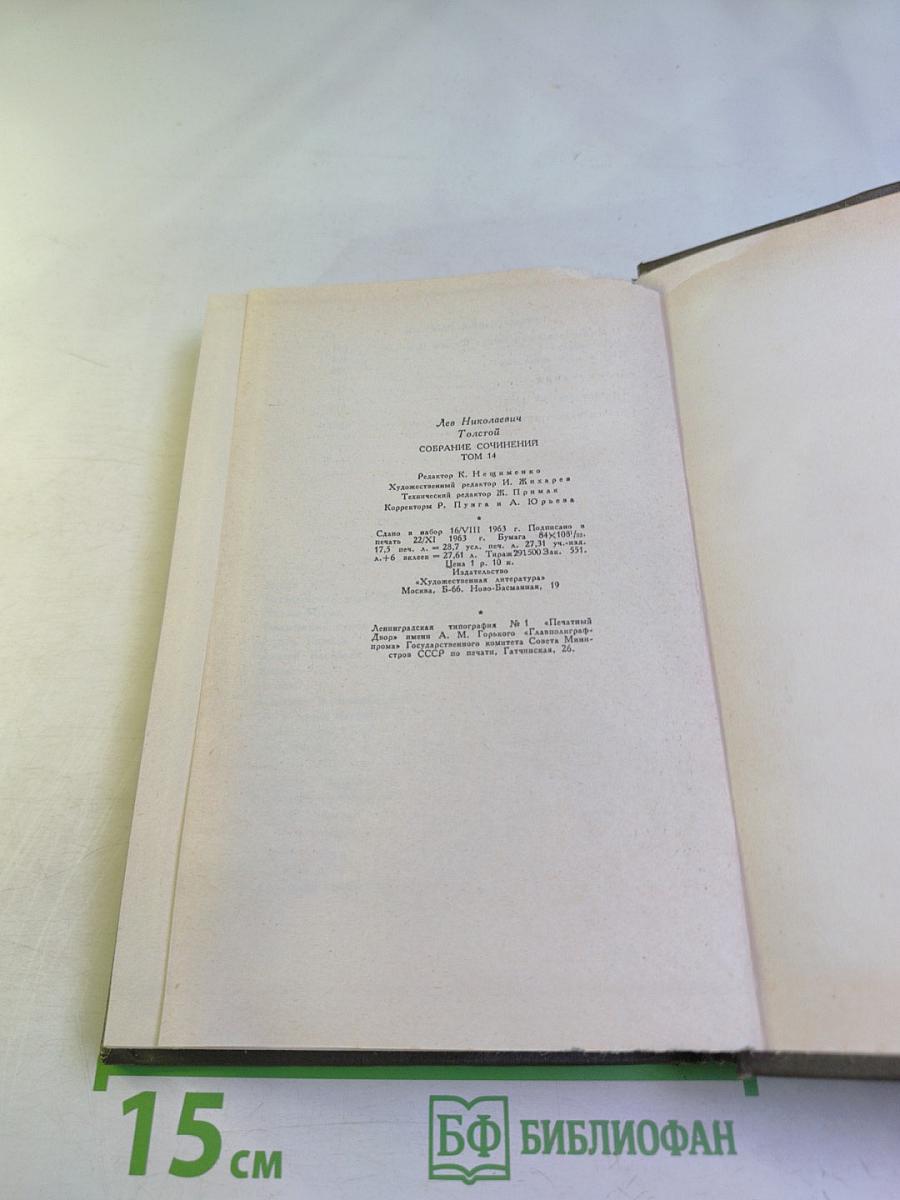 Лев Николаевич
Толстой
СОБРАНИЕ СОЧИНЕНИЙ
ТОМ 14
Редактор К. Нещименко
Художественный редактор И. Жихарев
Технический редактор Ж. Примак
Корректоры Р. Пунга и А. Юрьева
*
Сдано в набор 16/VIII 1963 г. Подписано в
печать 22/XI 1963 г. Бумага 84×108¹/₃₂.
17,5 печ. л. = 28,7 усл. печ. л. 27,31 уч.-изд.
л.+6 вклеек = 27,61 л. Тираж 291500 Зак. 551.
Цена 1 р. 10 к.
Издательство
«Художественная литература»
Москва, Б-66. Ново-Басманная, 19
*
Ленинградская типография № 1 «Печатный
Двор» имени А. М. Горького «Главполиграф-
прома» Государственного комитета Совета Мини-
стров СССР по печати, Гатчинская, 26.
15 см
БФ БИБЛИОФАН